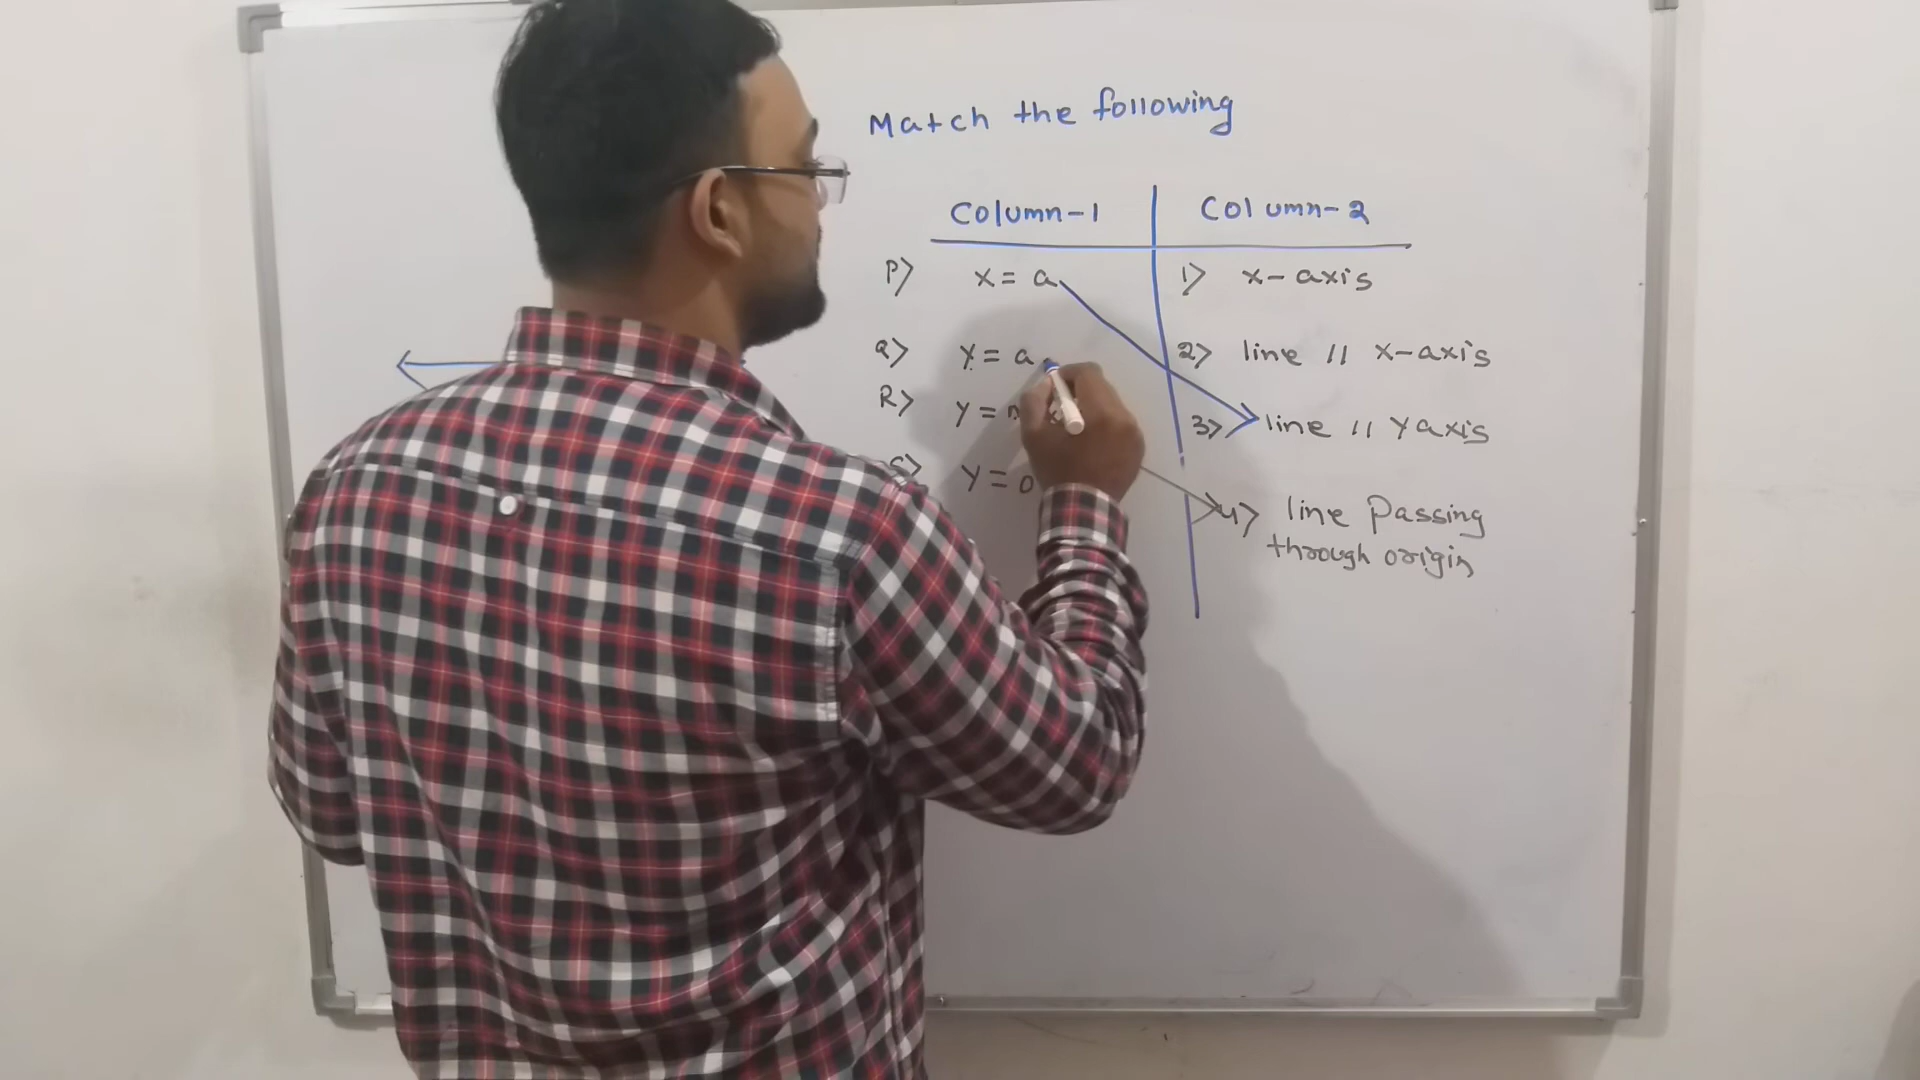 Match the following
Column-1 Column-2
P> x = a 1> x-axis
Q> y = a 2> line // x-axis
R> y = 3> line // y axis
S> y = 0 4> line Passing
through origin